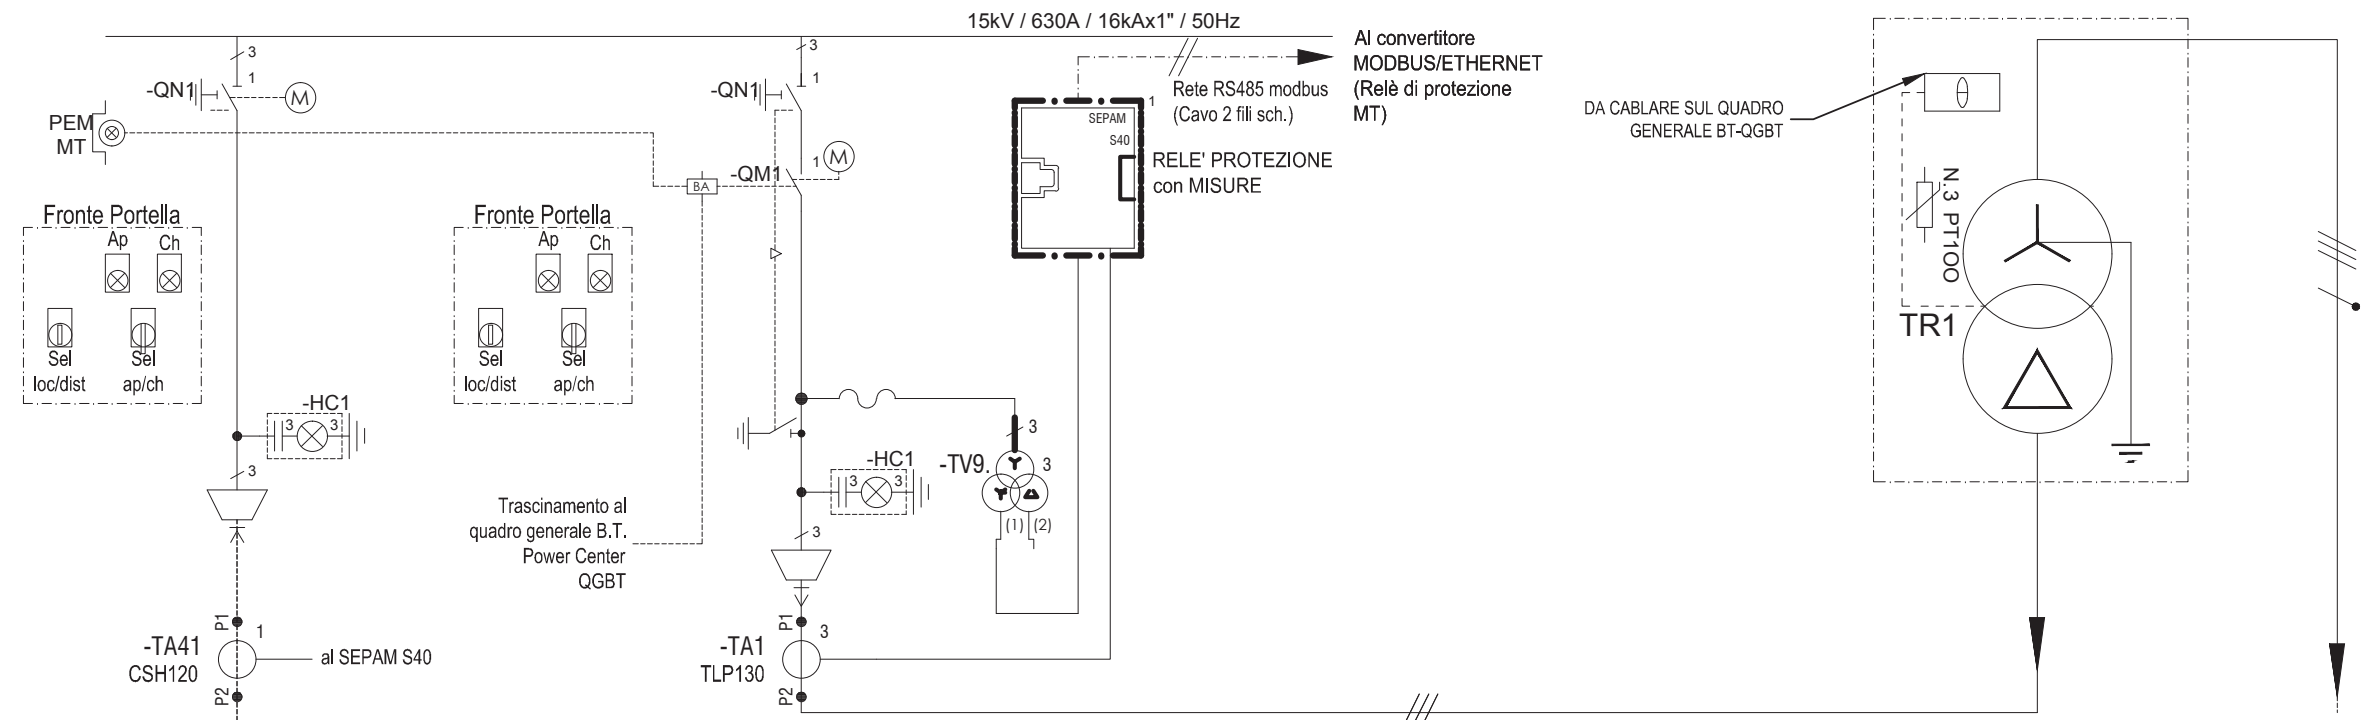 15kV / 630A / 16kAx1" / 50Hz
3
1
-QN1
M
PEM
MT
3
1
-QN1
M
1
-QM1
BA
Rete RS485 modbus
(Cavo 2 fili sch.)
Al convertitore
MODBUS/ETHERNET
(Relè di protezione
MT)
1
SEPAM
S40
RELE' PROTEZIONE
con MISURE
DA CABLARE SUL QUADRO
GENERALE BT-QGBT
N.3 PT100
TR1
Fronte Portella
Ap
Ch
Sel
loc/dist
Sel
ap/ch
Fronte Portella
Ap
Ch
Sel
loc/dist
Sel
ap/ch
-HC1
3
3
3
-HC1
3
3
3
3
-TV9.
3
(1)
(2)
Trascinamento al
quadro generale B.T.
Power Center
QGBT
P1
1
-TA41
CSH120
al SEPAM S40
P2
P1
3
-TA1
TLP130
P2